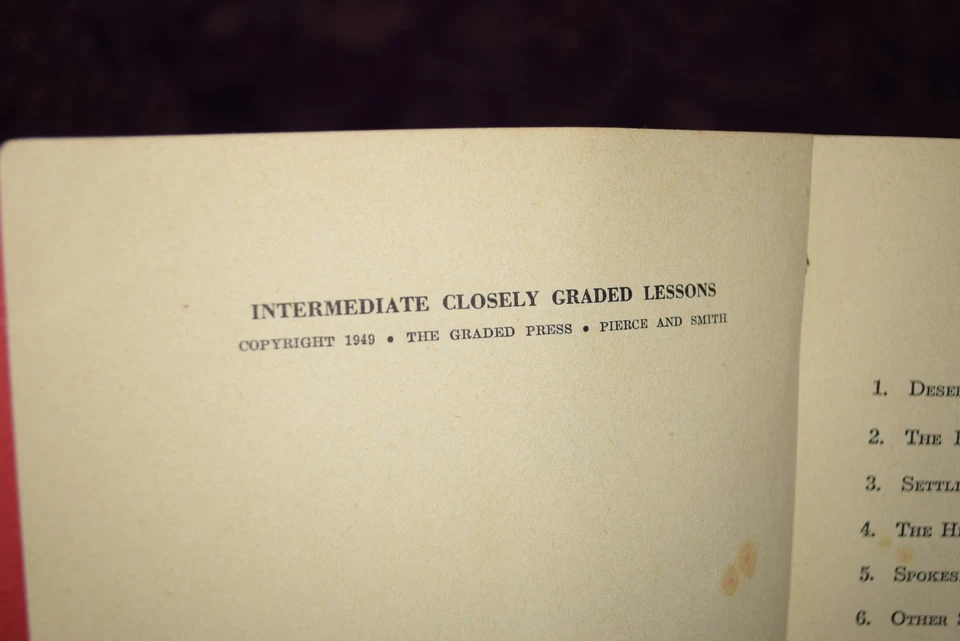 INTERMEDIATE CLOSELY GRADED LESSONS
COPYRIGHT 1949 • THE GRADED PRESS • PIERCE AND SMITH
1.
2. THE
3.
4. THE
5.
6. OTHER